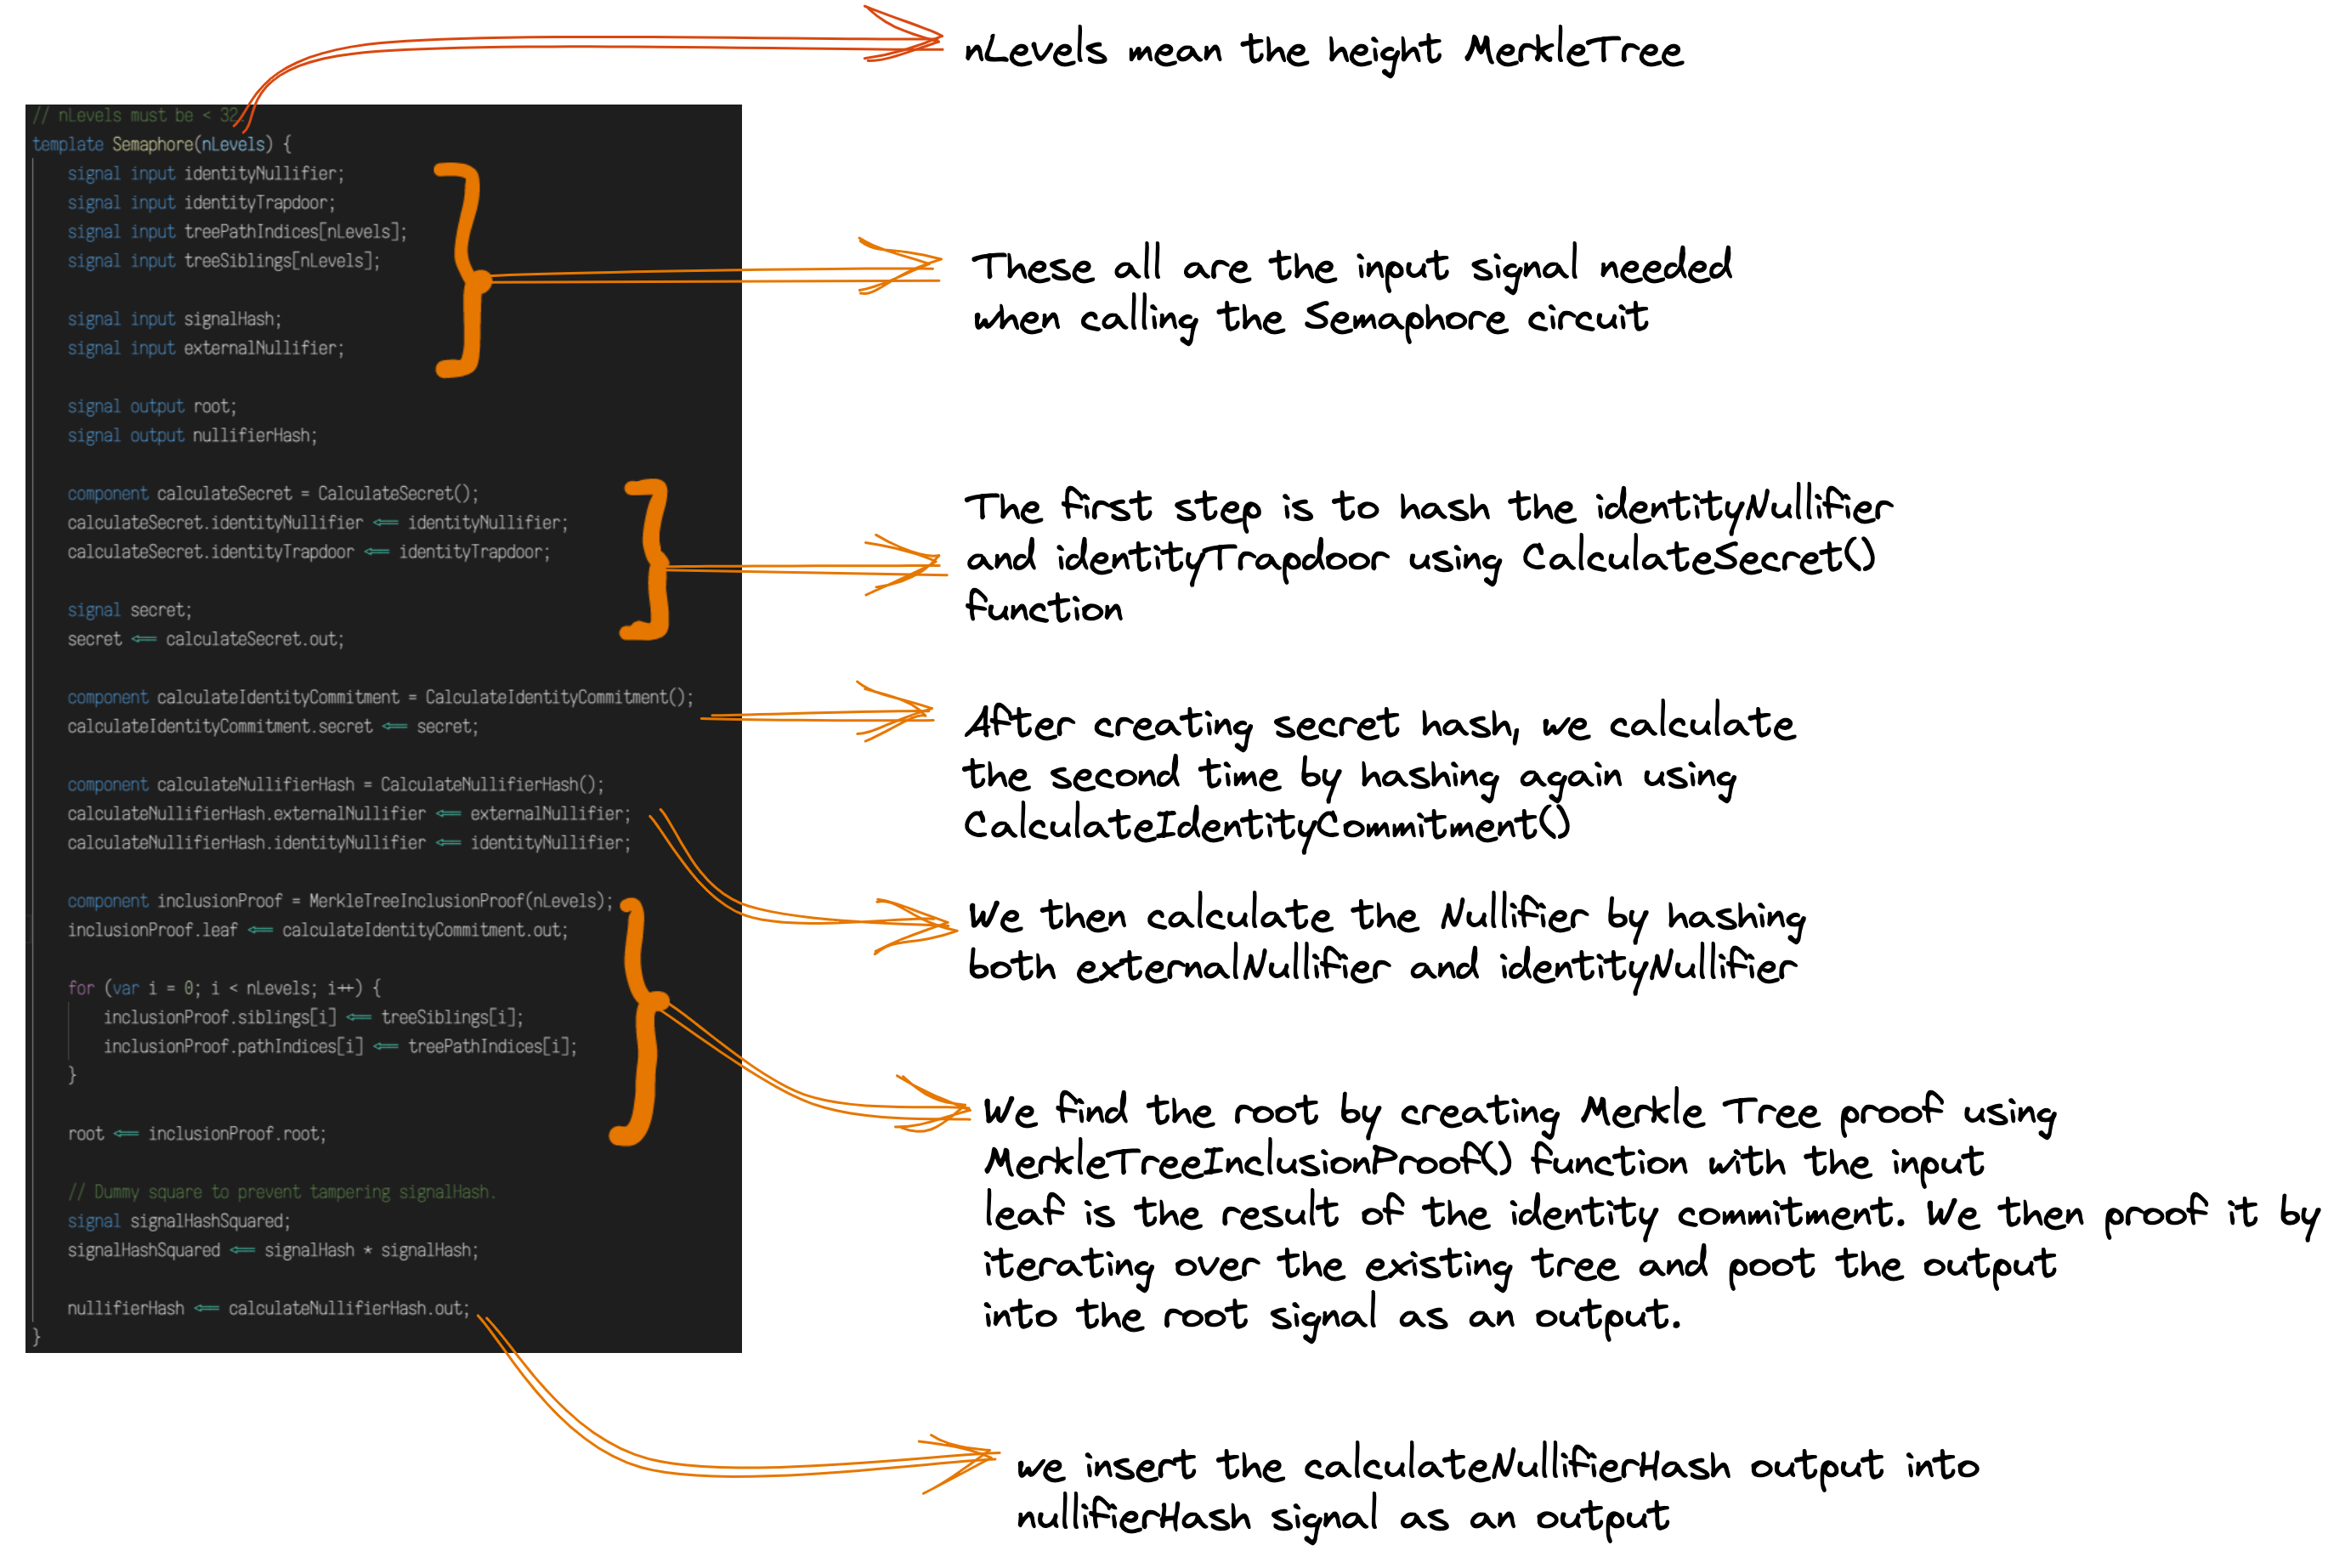 nLevels mean the height MerkleTree
// nLevels must be < 32.
template Semaphore(nLevels) {
signal input identityNullifier;
signal input identityTrapdoor;
signal input treePathIndices[nLevels];
signal input treeSiblings[nLevels];
signal input signalHash;
signal input externalNullifier;
These all are the input signal needed
when calling the Semaphore circuit
signal output root;
signal output nullifierHash;
component calculateSecret = CalculateSecret();
calculateSecret.identityNullifier <== identityNullifier;
calculateSecret.identityTrapdoor <== identityTrapdoor;
signal secret;
secret <== calculateSecret.out;
The first step is to hash the identityNullifier
and identityTrapdoor using CalculateSecret()
function
component calculateIdentityCommitment = CalculateIdentityCommitment();
calculateIdentityCommitment.secret <== secret;
After creating secret hash, we calculate
the second time by hashing again using
CalculateIdentityCommitment()
component calculateNullifierHash = CalculateNullifierHash();
calculateNullifierHash.externalNullifier <== externalNullifier;
calculateNullifierHash.identityNullifier <== identityNullifier;
We then calculate the Nullifier by hashing
both externalNullifier and identityNullifier
component inclusionProof = MerkleTreeInclusionProof(nLevels);
inclusionProof.leaf <== calculateIdentityCommitment.out;
for (var i = 0; i < nLevels; i++) {
inclusionProof.siblings[i] <== treeSiblings[i];
inclusionProof.pathIndices[i] <== treePathIndices[i];
}
root <== inclusionProof.root;
We find the root by creating Merkle Tree proof using
MerkleTreeInclusionProof() function with the input
leaf is the result of the identity commitment. We then proof it by
iterating over the existing tree and poot the output
into the root signal as an output.
// Dummy square to prevent tampering signalHash.
signal signalHashSquared;
signalHashSquared <== signalHash * signalHash;
nullifierHash <== calculateNullifierHash.out;
}
we insert the calculateNullifierHash output into
nullifierHash signal as an output